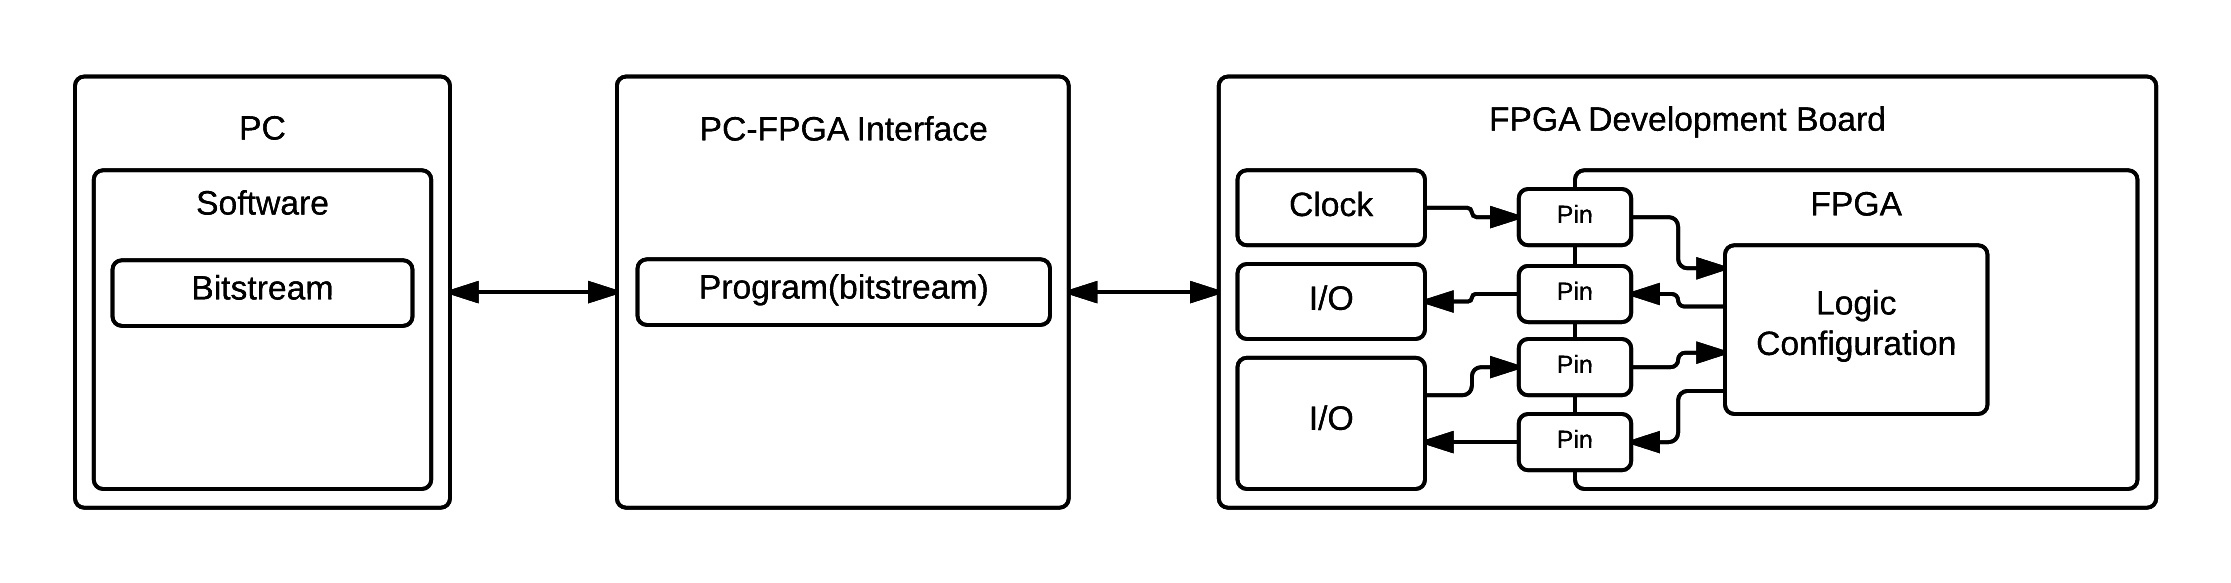 PC
Software
Bitstream
PC-FPGA Interface
Program(bitstream)
FPGA Development Board
Clock
I/O
I/O
Pin
Pin
Pin
Pin
FPGA
Logic
Configuration